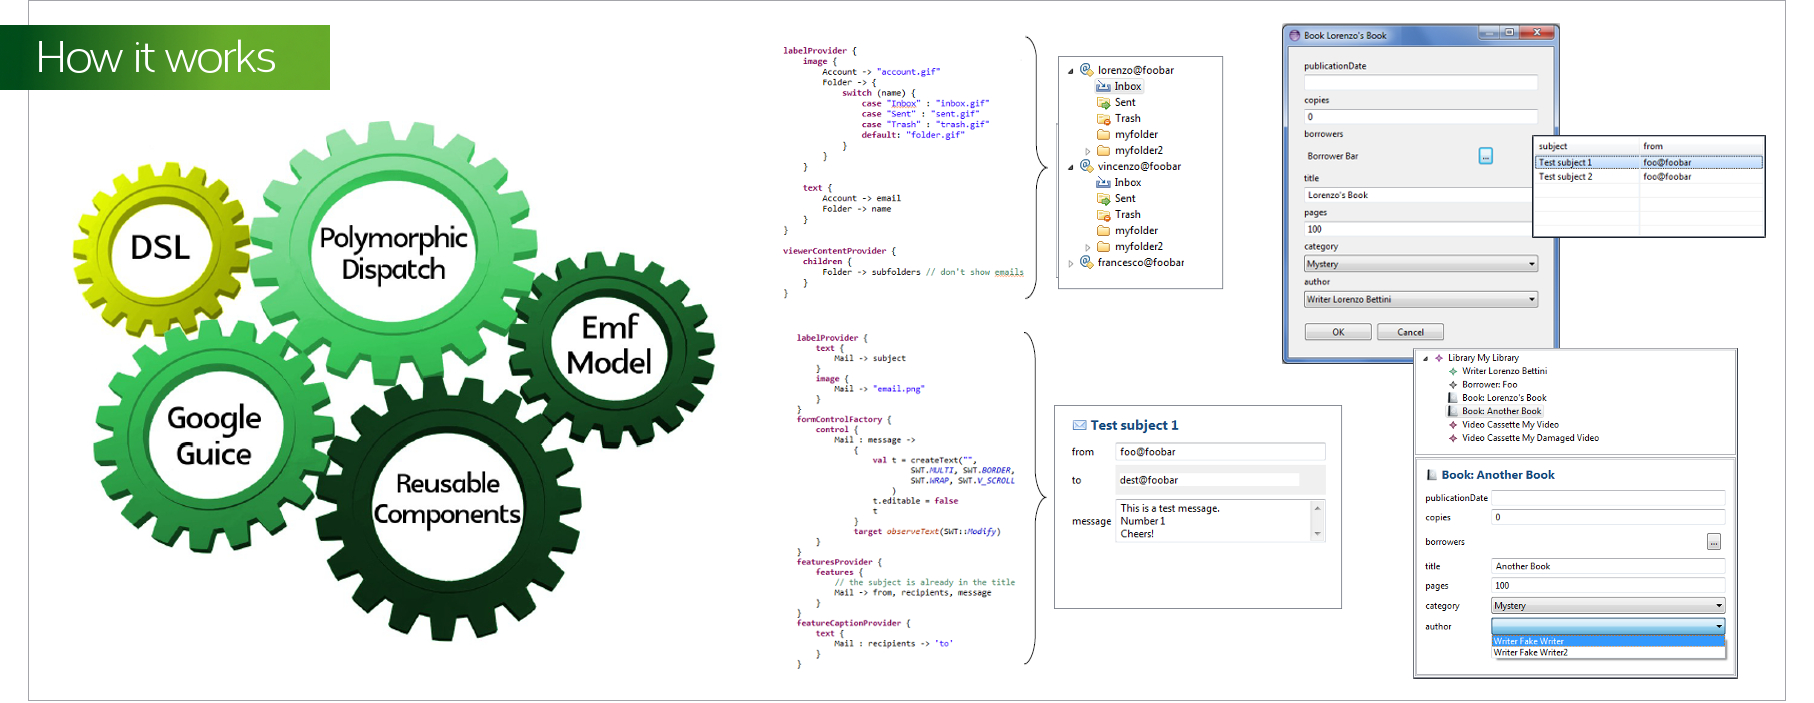 How it works
DSL
Polymorphic
Dispatch
Emf
Model
Google
Guice
Reusable
Components
labelProvider {
image {
Account -> "account.gif"
Folder -> {
switch (name) {
case "Inbox" : "inbox.gif"
case "Sent" : "sent.gif"
case "Trash" : "trash.gif"
default: "folder.gif"
}
}
}
text {
Account -> email
Folder -> name
}
}
viewerContentProvider {
children {
Folder -> subfolders // don't show emails
}
}
lorenzo@foobar
Inbox
Sent
Trash
myfolder
myfolder2
vincenzo@foobar
Inbox
Sent
Trash
myfolder
myfolder2
francesco@foobar
labelProvider {
text {
Mail -> subject
}
image {
Mail -> "email.png"
}
}
formControlFactory {
control {
Mail : message ->
{
val t = createText("",
SWT.MULTI, SWT.BORDER,
SWT.WRAP, SWT.V_SCROLL
)
t.editable = false
t
}
target observeText(SWT::Modify)
}
}
featuresProvider {
features {
// the subject is already in the title
Mail -> from, recipients, message
}
}
featureCaptionProvider {
text {
Mail : recipients -> 'to'
}
}
Test subject 1
from foo@foobar
to dest@foobar
message This is a test message.
Number 1
Cheers!
Book Lorenzo's Book
publicationDate
copies
0
borrowers
Borrower Bar ...
title
Lorenzo's Book
pages
100
category
Mystery
author
Writer Lorenzo Bettini
OK Cancel
subject from
Test subject 1 foo@foobar
Test subject 2 foo@foobar
Library My Library
Writer Lorenzo Bettini
Borrower: Foo
Book: Lorenzo's Book
Book: Another Book
Video Cassette My Video
Video Cassette My Damaged Video
Book: Another Book
publicationDate
copies 0
borrowers ...
title Another Book
pages 100
category Mystery
author
Writer Fake Writer
Writer Fake Writer2